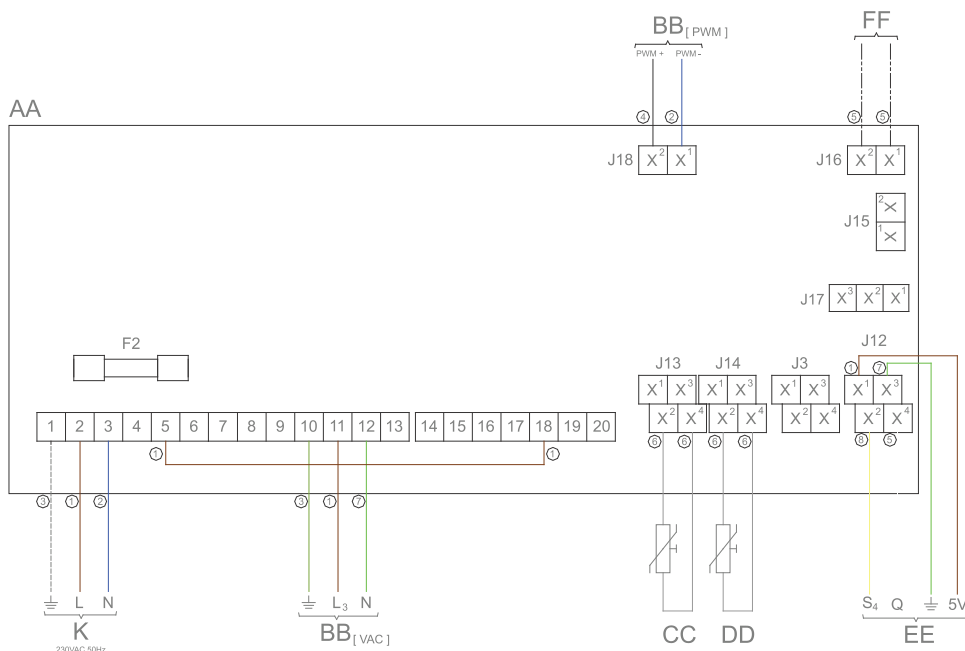 BB[ PWM ]
FF
PWM + PWM -
AA
④ ② ⑤ ⑤
J18 X2 X1 J16 X2 X1
2 X
J15
1 X
J17 X3 X2 X1
F2
J12
J13 J14 J3 ① ⑦
X1 X3 X1 X3 X1 X3 X1 X3
X2 X4 X2 X4 X2 X4 X2 X4
1 2 3 4 5 6 7 8 9 10 11 12 13 14 15 16 17 18 19 20
⑥ ⑥ ⑥ ⑥ ⑧ ⑤
① ①
③ ① ② ③ ① ⑦
L N L3 N S4 Q 5V
K BB[ VAC ] CC DD EE
230VAC 50Hz